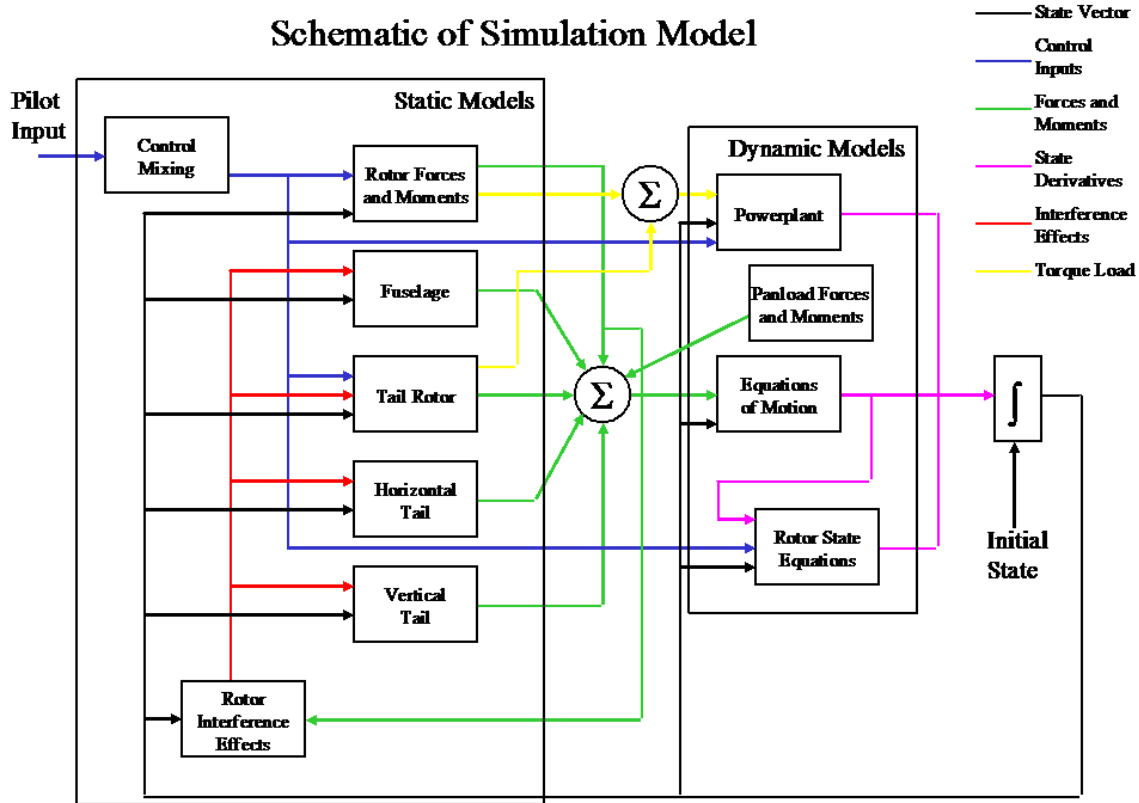 Schematic of Simulation Model
State Vector
Control
Inputs
Forces and
Moments
State
Derivatives
Interference
Effects
Torque Load
Pilot
Input
Static Models
Control
Mixing
Rotor Forces
and Moments
Fuselage
Tail Rotor
Horizontal
Tail
Vertical
Tail
Rotor
Interference
Effects
Σ
Σ
Dynamic Models
Powerplant
Panload Forces
and Moments
Equations
of Motion
Rotor State
Equations
∫
Initial
State